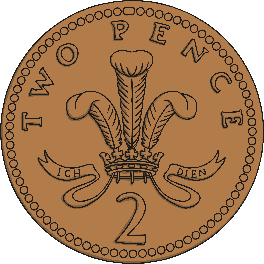 TWO PENCE
ICH DIEN
2